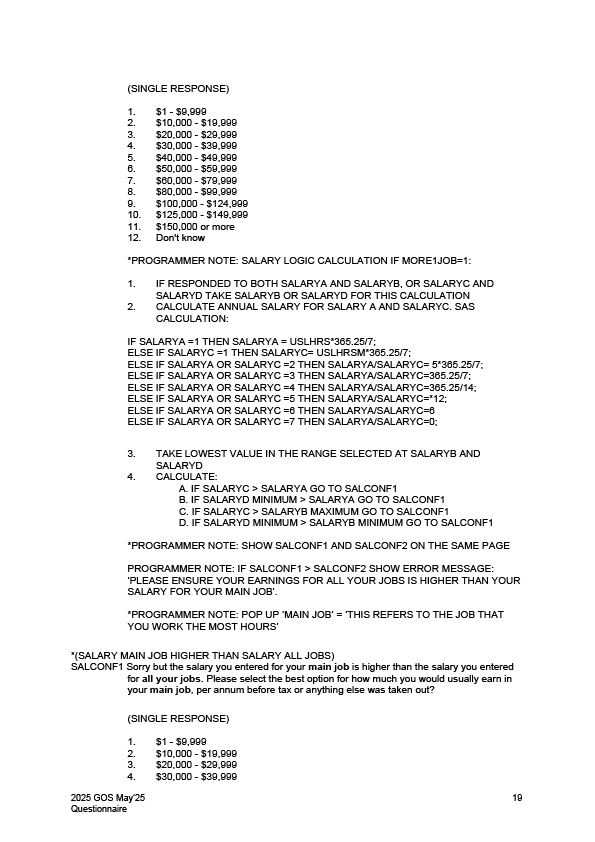 (SINGLE RESPONSE)
1. $1 - $9,999
2. $10,000 - $19,999
3. $20,000 - $29,999
4. $30,000 - $39,999
5. $40,000 - $49,999
6. $50,000 - $59,999
7. $60,000 - $79,999
8. $80,000 - $99,999
9. $100,000 - $124,999
10. $125,000 - $149,999
11. $150,000 or more
12. Don't know
*PROGRAMMER NOTE: SALARY LOGIC CALCULATION IF MORE1JOB=1:
1. IF RESPONDED TO BOTH SALARYA AND SALARYB, OR SALARYC AND
SALARYD TAKE SALARYB OR SALARYD FOR THIS CALCULATION
2. CALCULATE ANNUAL SALARY FOR SALARY A AND SALARYC. SAS
CALCULATION:
IF SALARYA =1 THEN SALARYA = USLHRS*365.25/7;
ELSE IF SALARYC =1 THEN SALARYC= USLHRSM*365.25/7;
ELSE IF SALARYA OR SALARYC =2 THEN SALARYA/SALARYC= 5*365.25/7;
ELSE IF SALARYA OR SALARYC =3 THEN SALARYA/SALARYC=365.25/7;
ELSE IF SALARYA OR SALARYC =4 THEN SALARYA/SALARYC=365.25/14;
ELSE IF SALARYA OR SALARYC =5 THEN SALARYA/SALARYC=*12;
ELSE IF SALARYA OR SALARYC =6 THEN SALARYA/SALARYC=6
ELSE IF SALARYA OR SALARYC =7 THEN SALARYA/SALARYC=0;
3. TAKE LOWEST VALUE IN THE RANGE SELECTED AT SALARYB AND
SALARYD
4. CALCULATE:
A. IF SALARYC > SALARYA GO TO SALCONF1
B. IF SALARYD MINIMUM > SALARYA GO TO SALCONF1
C. IF SALARYC > SALARYB MAXIMUM GO TO SALCONF1
D. IF SALARYD MINIMUM > SALARYB MINIMUM GO TO SALCONF1
*PROGRAMMER NOTE: SHOW SALCONF1 AND SALCONF2 ON THE SAME PAGE
PROGRAMMER NOTE: IF SALCONF1 > SALCONF2 SHOW ERROR MESSAGE:
'PLEASE ENSURE YOUR EARNINGS FOR ALL YOUR JOBS IS HIGHER THAN YOUR
SALARY FOR YOUR MAIN JOB'.
*PROGRAMMER NOTE: POP UP 'MAIN JOB' = 'THIS REFERS TO THE JOB THAT
YOU WORK THE MOST HOURS'
*(SALARY MAIN JOB HIGHER THAN SALARY ALL JOBS)
SALCONF1 Sorry but the salary you entered for your main job is higher than the salary you entered
for all your jobs. Please select the best option for how much you would usually earn in
your main job, per annum before tax or anything else was taken out?
(SINGLE RESPONSE)
1. $1 - $9,999
2. $10,000 - $19,999
3. $20,000 - $29,999
4. $30,000 - $39,999
2025 GOS May'25 19
Questionnaire